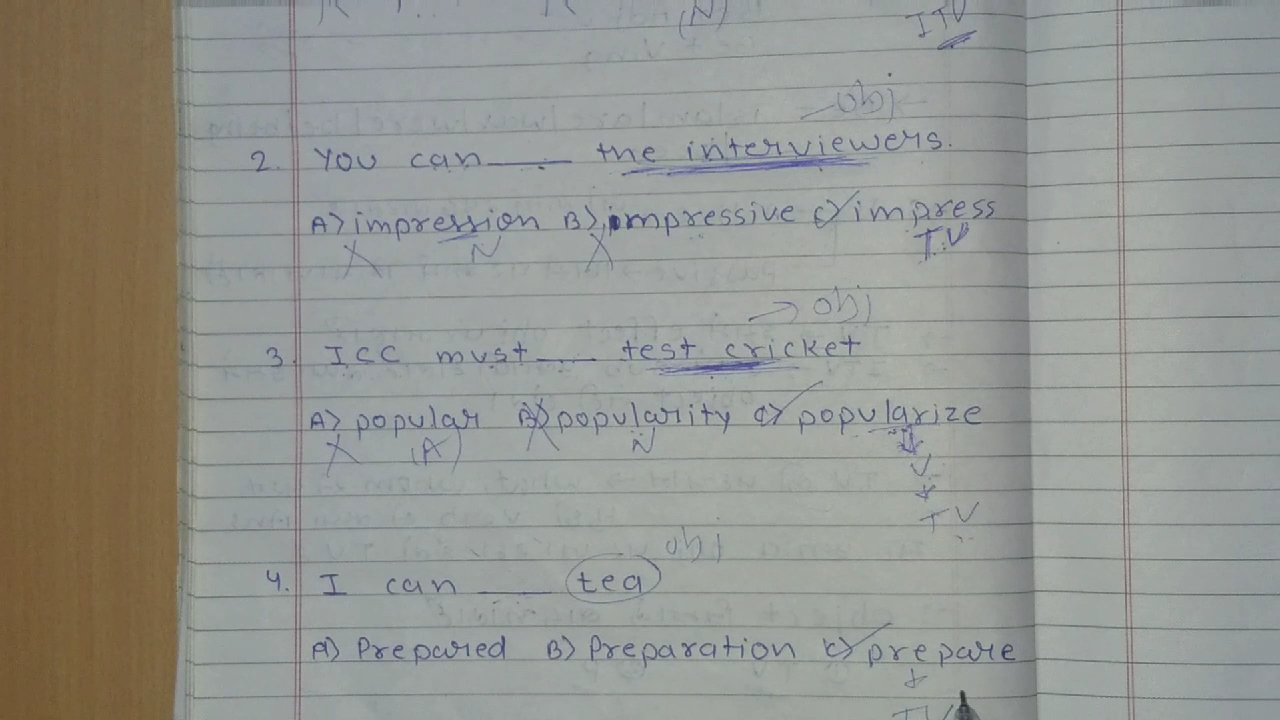 (N) ITV
obj
2. You can ___ the interviewers.
A) impression B) impressive C) impress
X N X T.V
→ obj
3. ICC must ___ test cricket
A) popular B) popularity C) popularize
X (A) N
V
TV
obj
4. I can ___ tea
A) Prepared B) Preparation C) prepare
TV